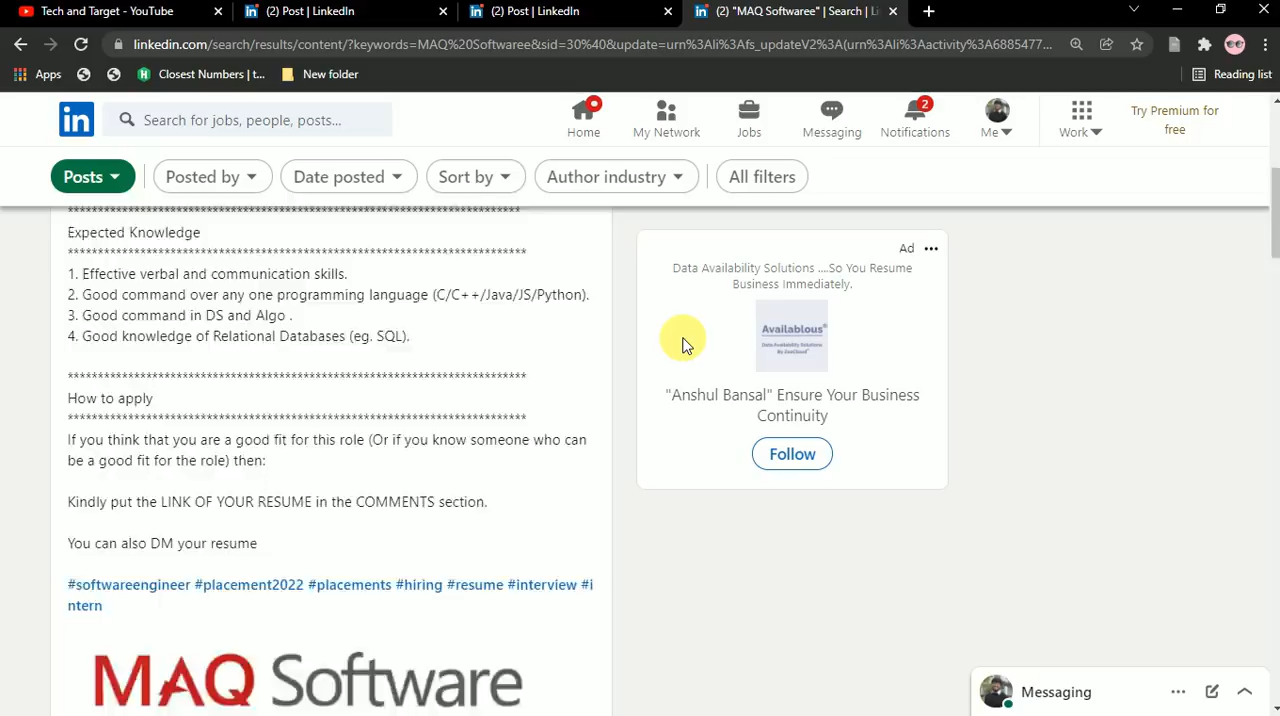 Tech and Target - YouTube
(2) Post | LinkedIn
(2) Post | LinkedIn
"MAQ Softwaree" | Search | Li
linkedin.com/search/results/content/?keywords=MAQ%20Softwaree&sid=30%40&update=urn%3Ali%3Afs_updateV2%3A(urn%3Ali%3Aactivity%3A6885477...
Apps
Closest Numbers | t...
New folder
Reading list
in
Search for jobs, people, posts...
Home
My Network
Jobs
Messaging
2
Notifications
Me
Work
Try Premium for
free
Posts
Posted by
Date posted
Sort by
Author industry
All filters
****************************************************************************
Expected Knowledge
*****************************************************************************
1. Effective verbal and communication skills.
2. Good command over any one programming language (C/C++/Java/JS/Python).
3. Good command in DS and Algo .
4. Good knowledge of Relational Databases (eg. SQL).
*****************************************************************************
How to apply
*****************************************************************************
If you think that you are a good fit for this role (Or if you know someone who can
be a good fit for the role) then:
Kindly put the LINK OF YOUR RESUME in the COMMENTS section.
You can also DM your resume
#softwareengineer #placement2022 #placements #hiring #resume #interview #i
ntern
MAQ Software
Ad
Data Availability Solutions ....So You Resume
Business Immediately.
Availablous®
Data Availability Solutions
"Anshul Bansal" Ensure Your Business
Continuity
Follow
Messaging